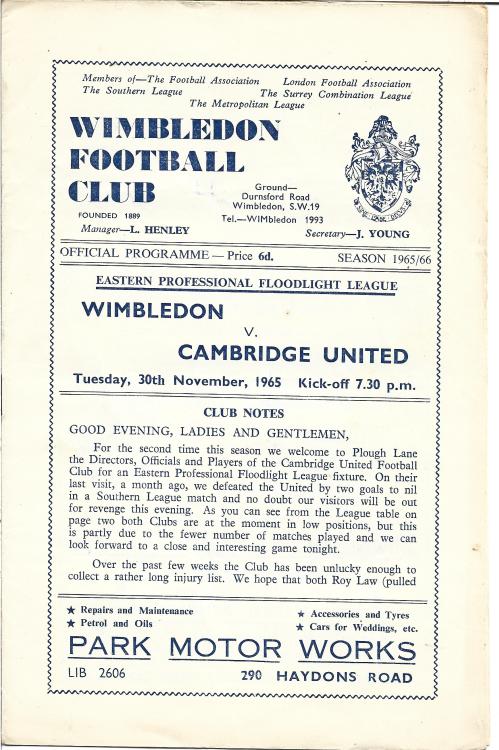 Members of—The Football Association London Football Association
The Southern League The Surrey Combination League
The Metropolitan League
WIMBLEDON
FOOTBALL
CLUB
FOUNDED 1889
Ground—
Durnsford Road
Wimbledon, S.W.19
Tel.—WIMbledon 1993
Manager—L. HENLEY Secretary—J. YOUNG
OFFICIAL PROGRAMME — Price 6d. SEASON 1965/66
EASTERN PROFESSIONAL FLOODLIGHT LEAGUE
WIMBLEDON
V.
CAMBRIDGE UNITED
Tuesday, 30th November, 1965 Kick-off 7.30 p.m.
CLUB NOTES
GOOD EVENING, LADIES AND GENTLEMEN,
For the second time this season we welcome to Plough Lane
the Directors, Officials and Players of the Cambridge United Football
Club for an Eastern Professional Floodlight League fixture. On their
last visit, a month ago, we defeated the United by two goals to nil
in a Southern League match and no doubt our visitors will be out
for revenge this evening. As you can see from the League table on
page two both Clubs are at the moment in low positions, but this
is partly due to the fewer number of matches played and we can
look forward to a close and interesting game tonight.
Over the past few weeks the Club has been unlucky enough to
collect a rather long injury list. We hope that both Roy Law (pulled
★ Repairs and Maintenance ★ Accessories and Tyres
★ Petrol and Oils ★ Cars for Weddings, etc.
PARK MOTOR WORKS
LIB 2606 290 HAYDONS ROAD